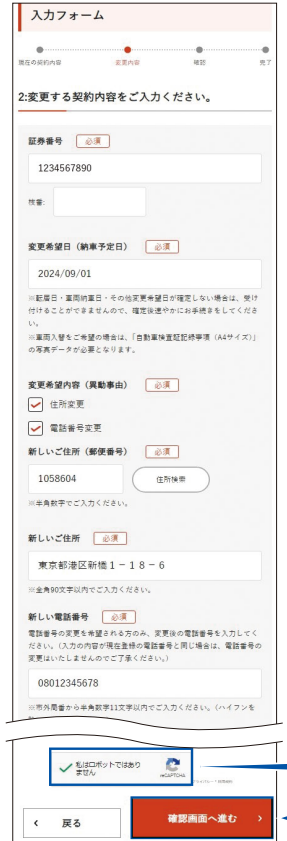 入力フォーム
現在の契約内容 変更内容 確認 完了
2:変更する契約内容をご入力ください。
証券番号 必須
1234567890
枝番:
変更希望日（納車予定日） 必須
2024/09/01
※転居日・車両納車日・その他変更希望日が確定しない場合は、受け
付けることができませんので、確定後速やかにお手続きをしてくださ
い。
※車両入替をご希望の場合は、「自動車検査証記録事項（A4サイズ）」
の写真データが必要となります。
変更希望内容（異動事由） 必須
住所変更
電話番号変更
新しいご住所（郵便番号） 必須
1058604 住所検索
※半角数字でご入力ください。
新しいご住所 必須
東京都港区新橋１－１８－６
※全角90文字以内でご入力ください。
新しい電話番号 必須
電話番号の変更を希望される方のみ、変更後の電話番号を入力してく
ださい。（入力の内容が現在登録の電話番号と同じ場合は、電話番号の
変更はいたしませんのでご了承ください。）
08012345678
※市外局番から半角数字11文字以内でご入力ください。（ハイフンを
私はロボットではあり
ません
reCAPTCHA
戻る
確認画面へ進む